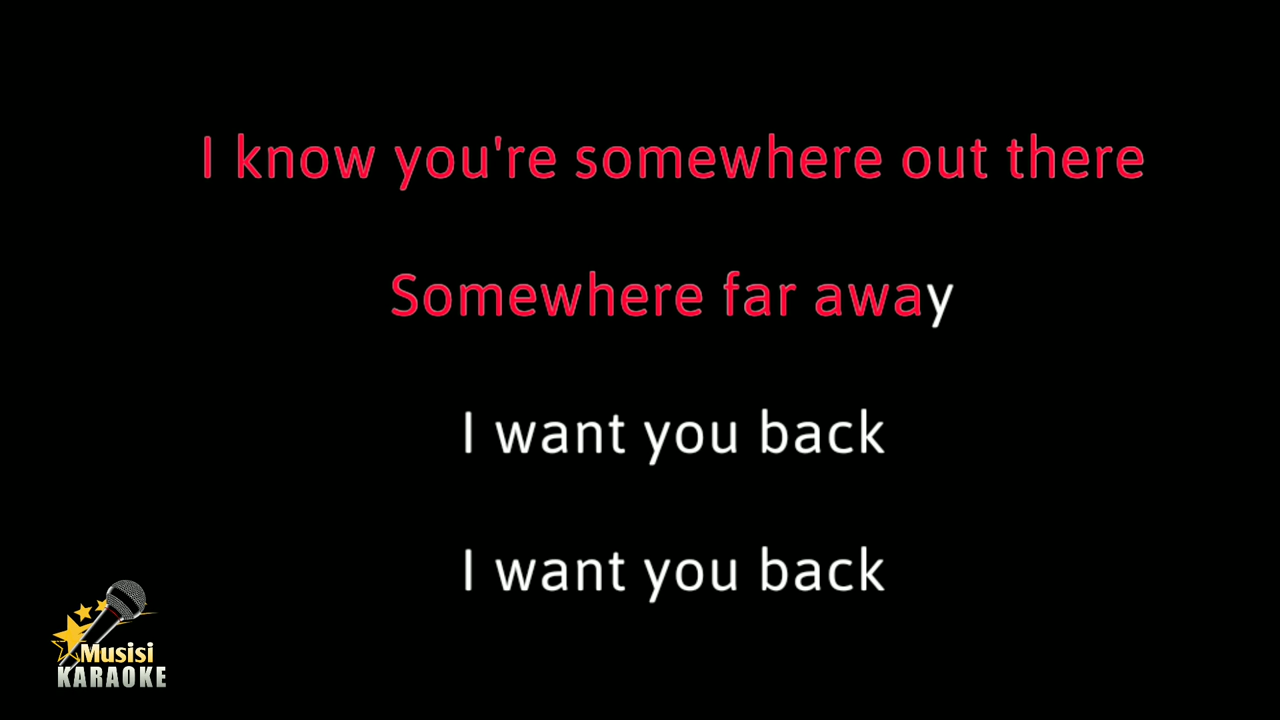 I know you're somewhere out there
Somewhere far away
I want you back
I want you back
Musisi
KARAOKE